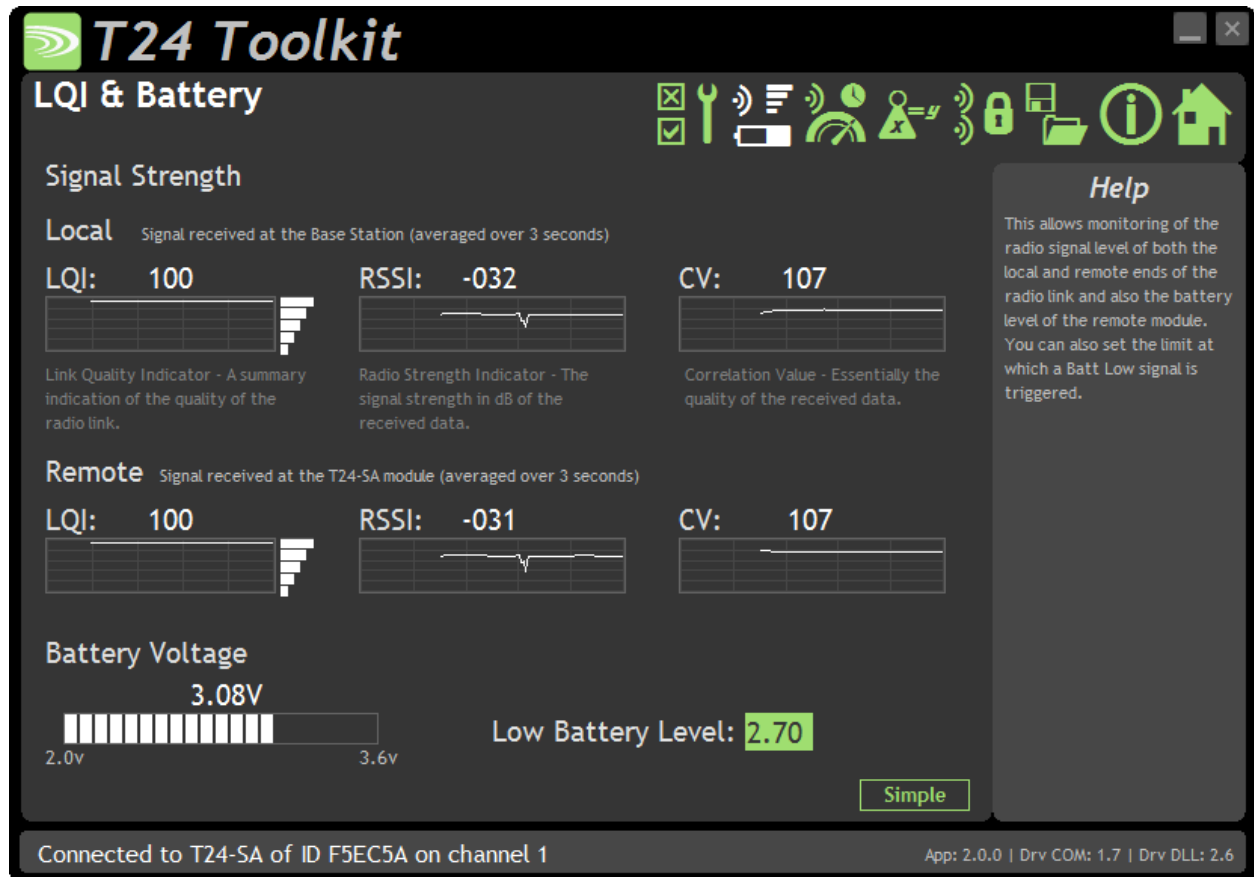 T24 Toolkit
LQI & Battery
x=y
Signal Strength
Local Signal received at the Base Station (averaged over 3 seconds)
LQI: 100 RSSI: -032 CV: 107
Link Quality Indicator - A summary
indication of the quality of the
radio link.
Radio Strength Indicator - The
signal strength in dB of the
received data.
Correlation Value - Essentially the
quality of the received data.
Remote Signal received at the T24-SA module (averaged over 3 seconds)
LQI: 100 RSSI: -031 CV: 107
Battery Voltage
3.08V
2.0v 3.6v
Low Battery Level: 2.70
Simple
Help
This allows monitoring of the
radio signal level of both the
local and remote ends of the
radio link and also the battery
level of the remote module.
You can also set the limit at
which a Batt Low signal is
triggered.
Connected to T24-SA of ID F5EC5A on channel 1
App: 2.0.0 | Drv COM: 1.7 | Drv DLL: 2.6